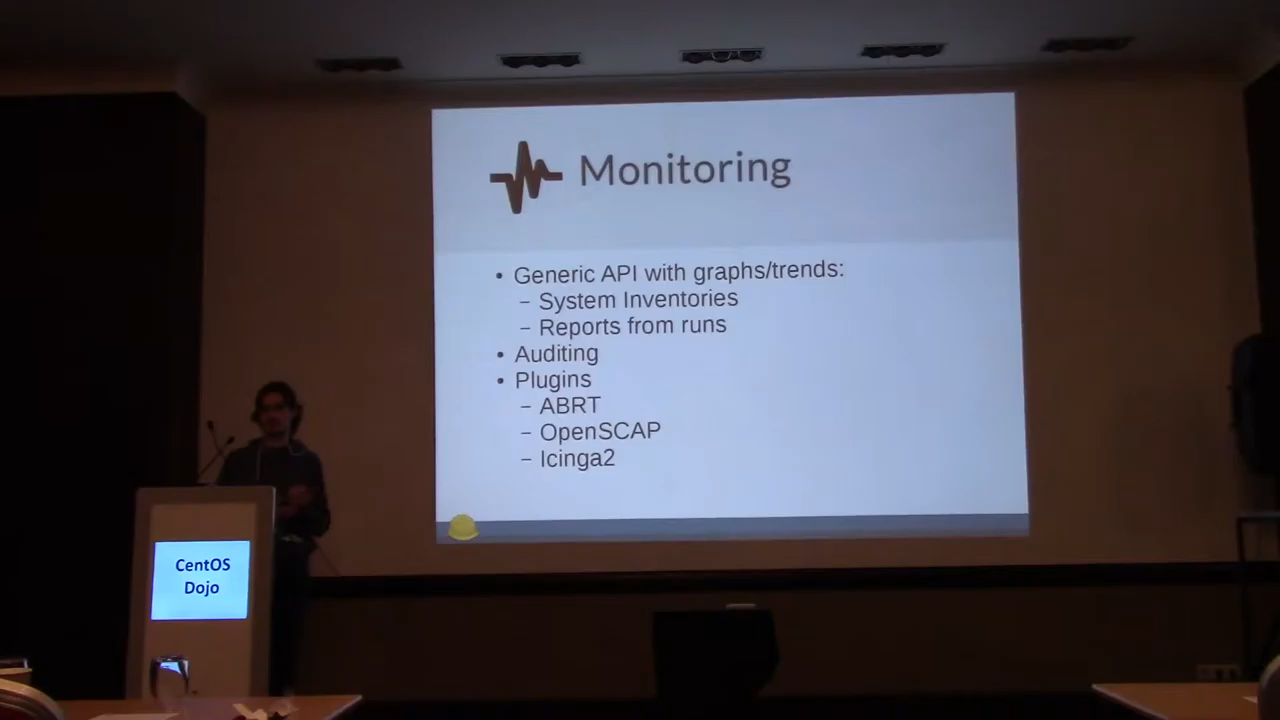 Monitoring
• Generic API with graphs/trends:
– System Inventories
– Reports from runs
• Auditing
• Plugins
– ABRT
– OpenSCAP
– Icinga2
CentOS
Dojo